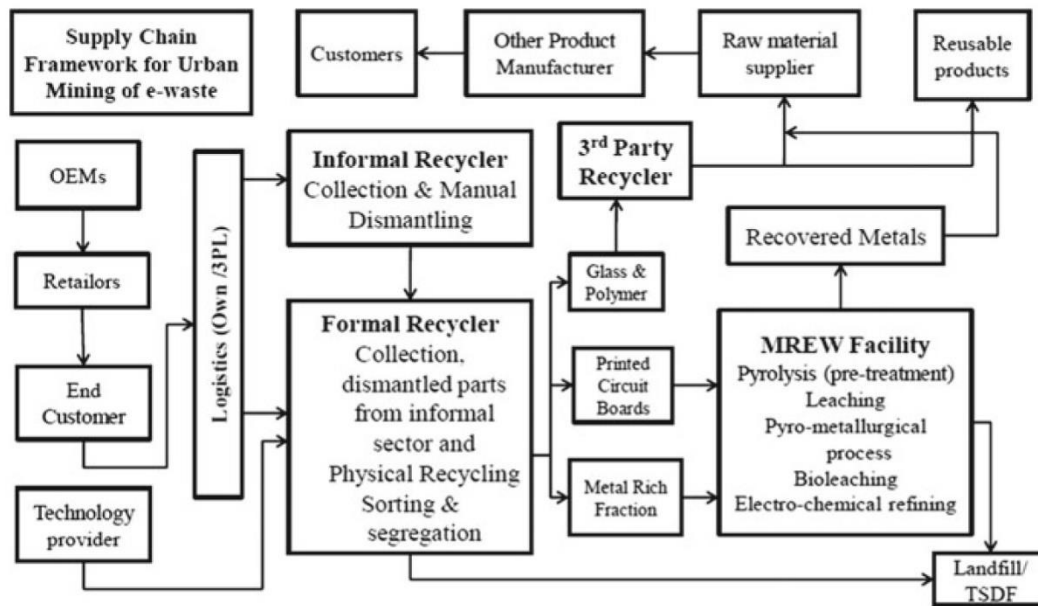 Supply Chain
Framework for Urban
Mining of e-waste
Customers
Other Product
Manufacturer
Raw material
supplier
Reusable
products
OEMs
Retailors
End
Customer
Technology
provider
Logistics (Own /3PL)
Informal Recycler
Collection & Manual
Dismantling
Formal Recycler
Collection,
dismantled parts
from informal
sector and
Physical Recycling
Sorting &
segregation
3rd Party
Recycler
Glass &
Polymer
Printed
Circuit
Boards
Metal Rich
Fraction
Recovered Metals
MREW Facility
Pyrolysis (pre-treatment)
Leaching
Pyro-metallurgical
process
Bioleaching
Electro-chemical refining
Landfill/
TSDF